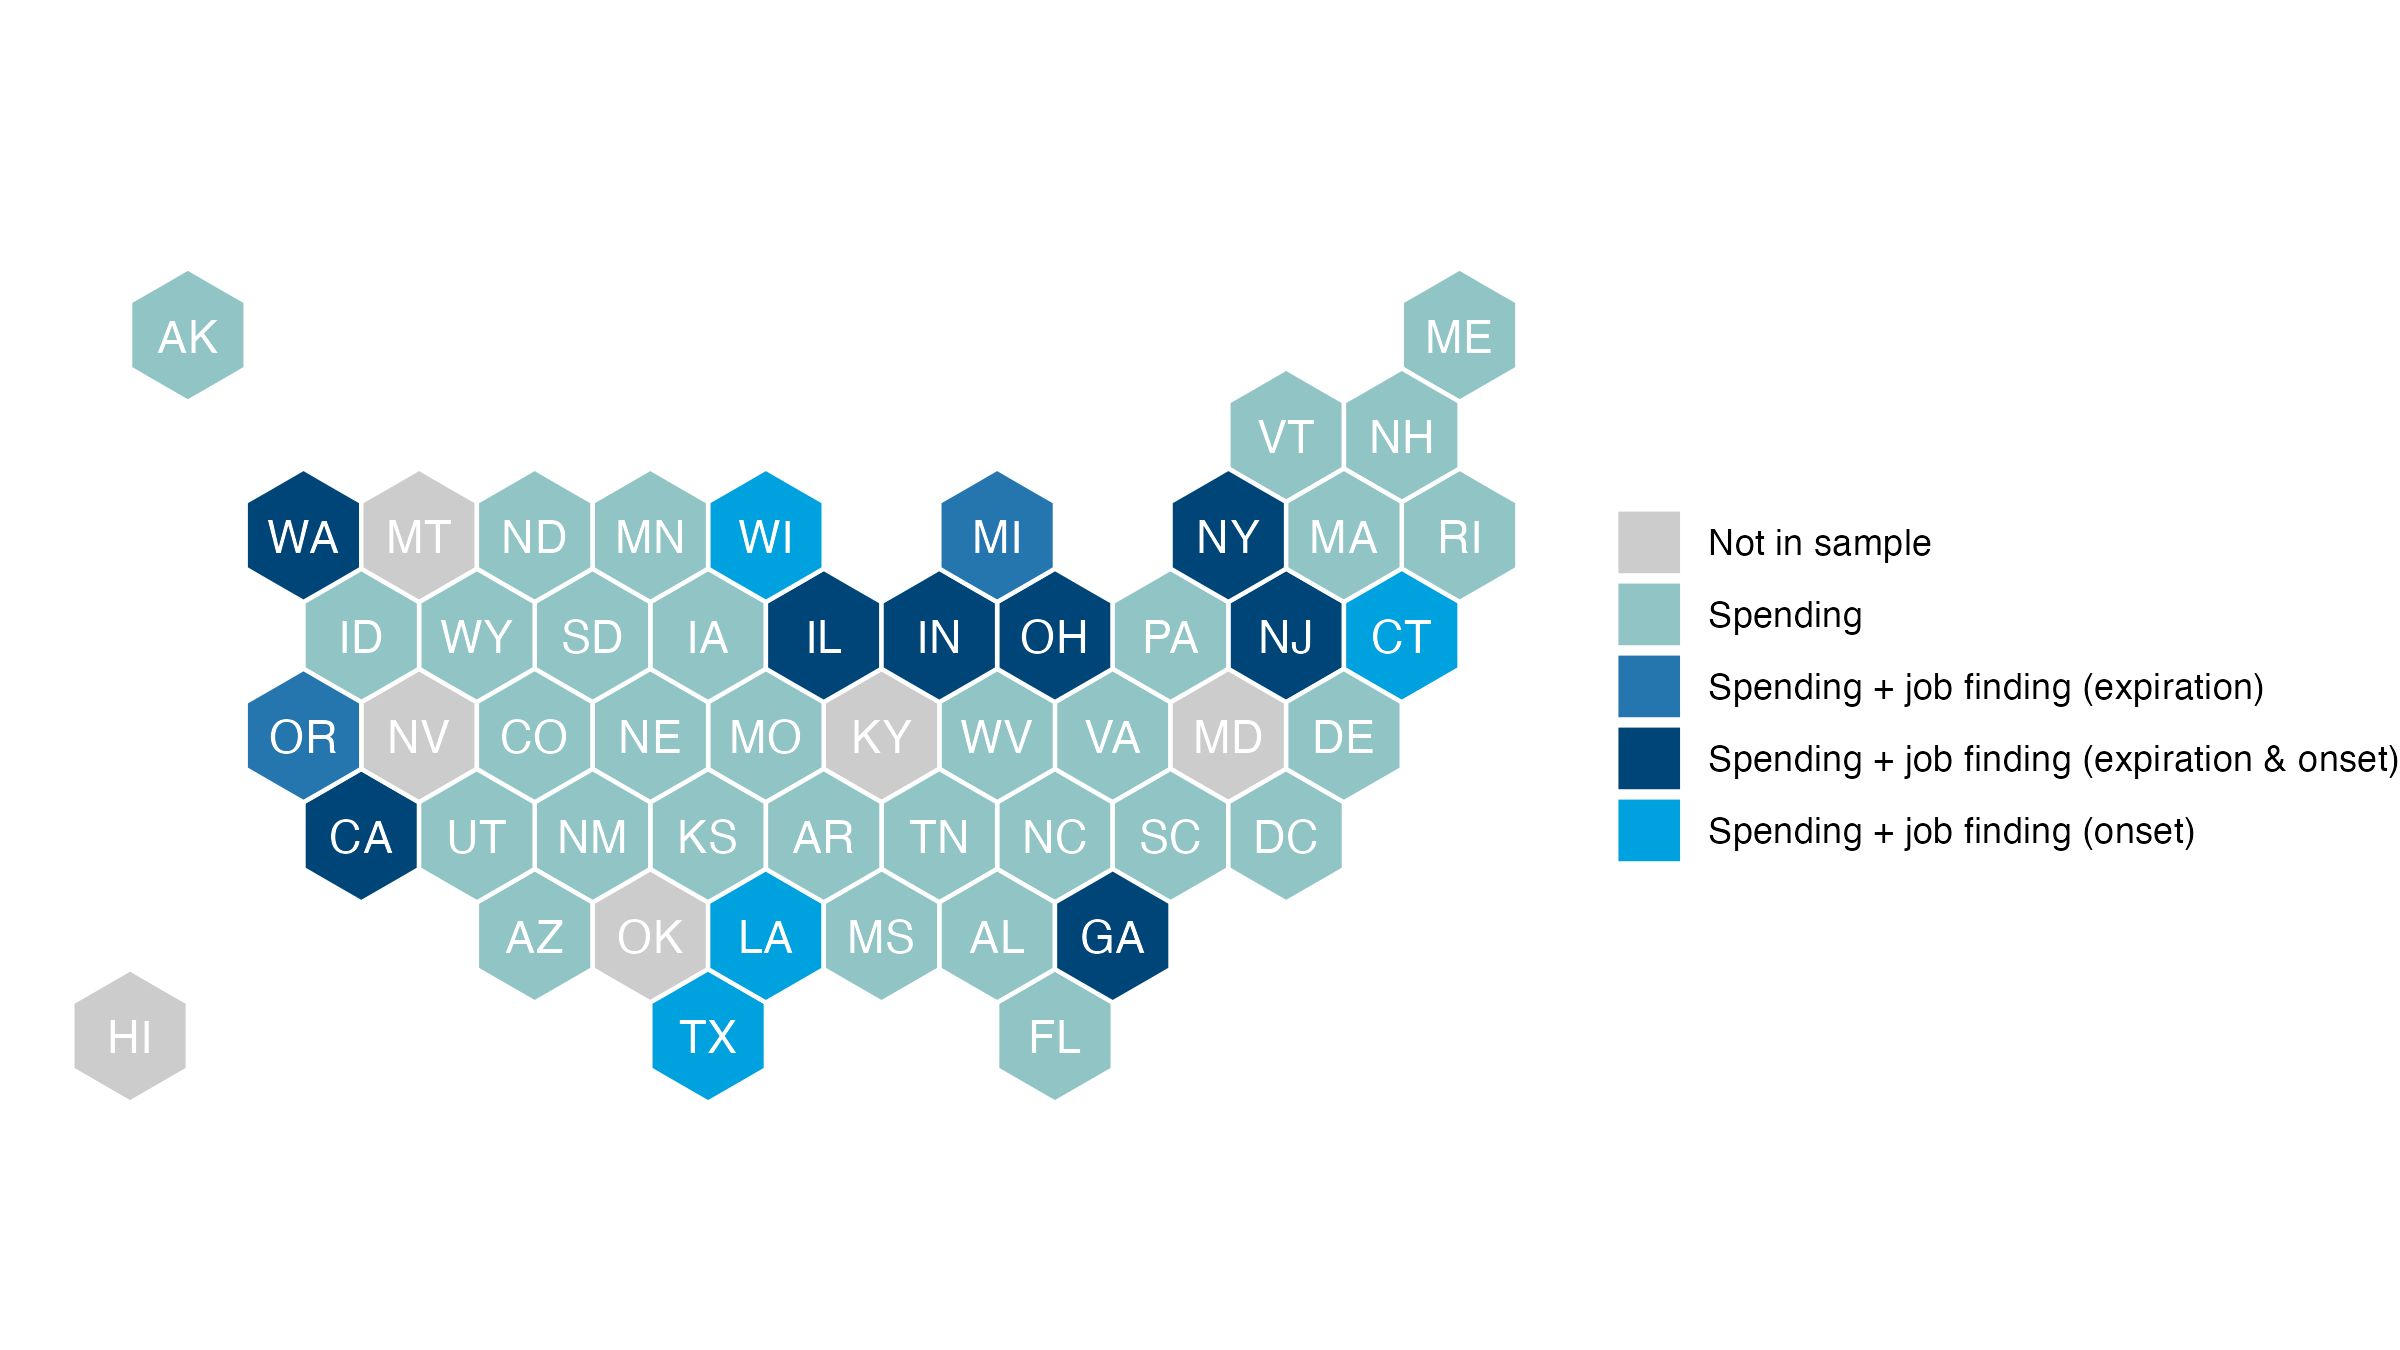 AK
ME
VT NH
WA MT ND MN WI MI NY MA RI
ID WY SD IA IL IN OH PA NJ CT
OR NV CO NE MO KY WV VA MD DE
CA UT NM KS AR TN NC SC DC
AZ OK LA MS AL GA
HI TX FL
Not in sample
Spending
Spending + job finding (expiration)
Spending + job finding (expiration & onset)
Spending + job finding (onset)